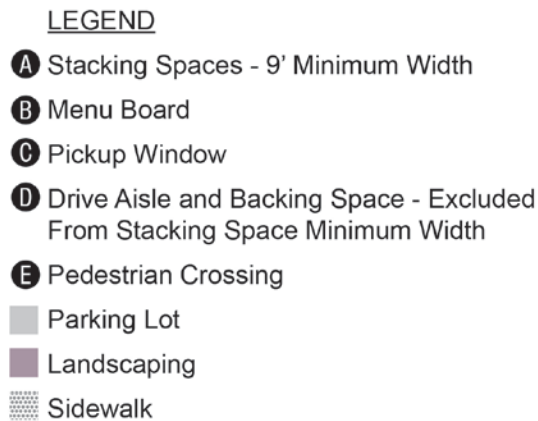 LEGEND
A Stacking Spaces - 9’ Minimum Width
B Menu Board
C Pickup Window
D Drive Aisle and Backing Space - Excluded
From Stacking Space Minimum Width
E Pedestrian Crossing
Parking Lot
Landscaping
Sidewalk